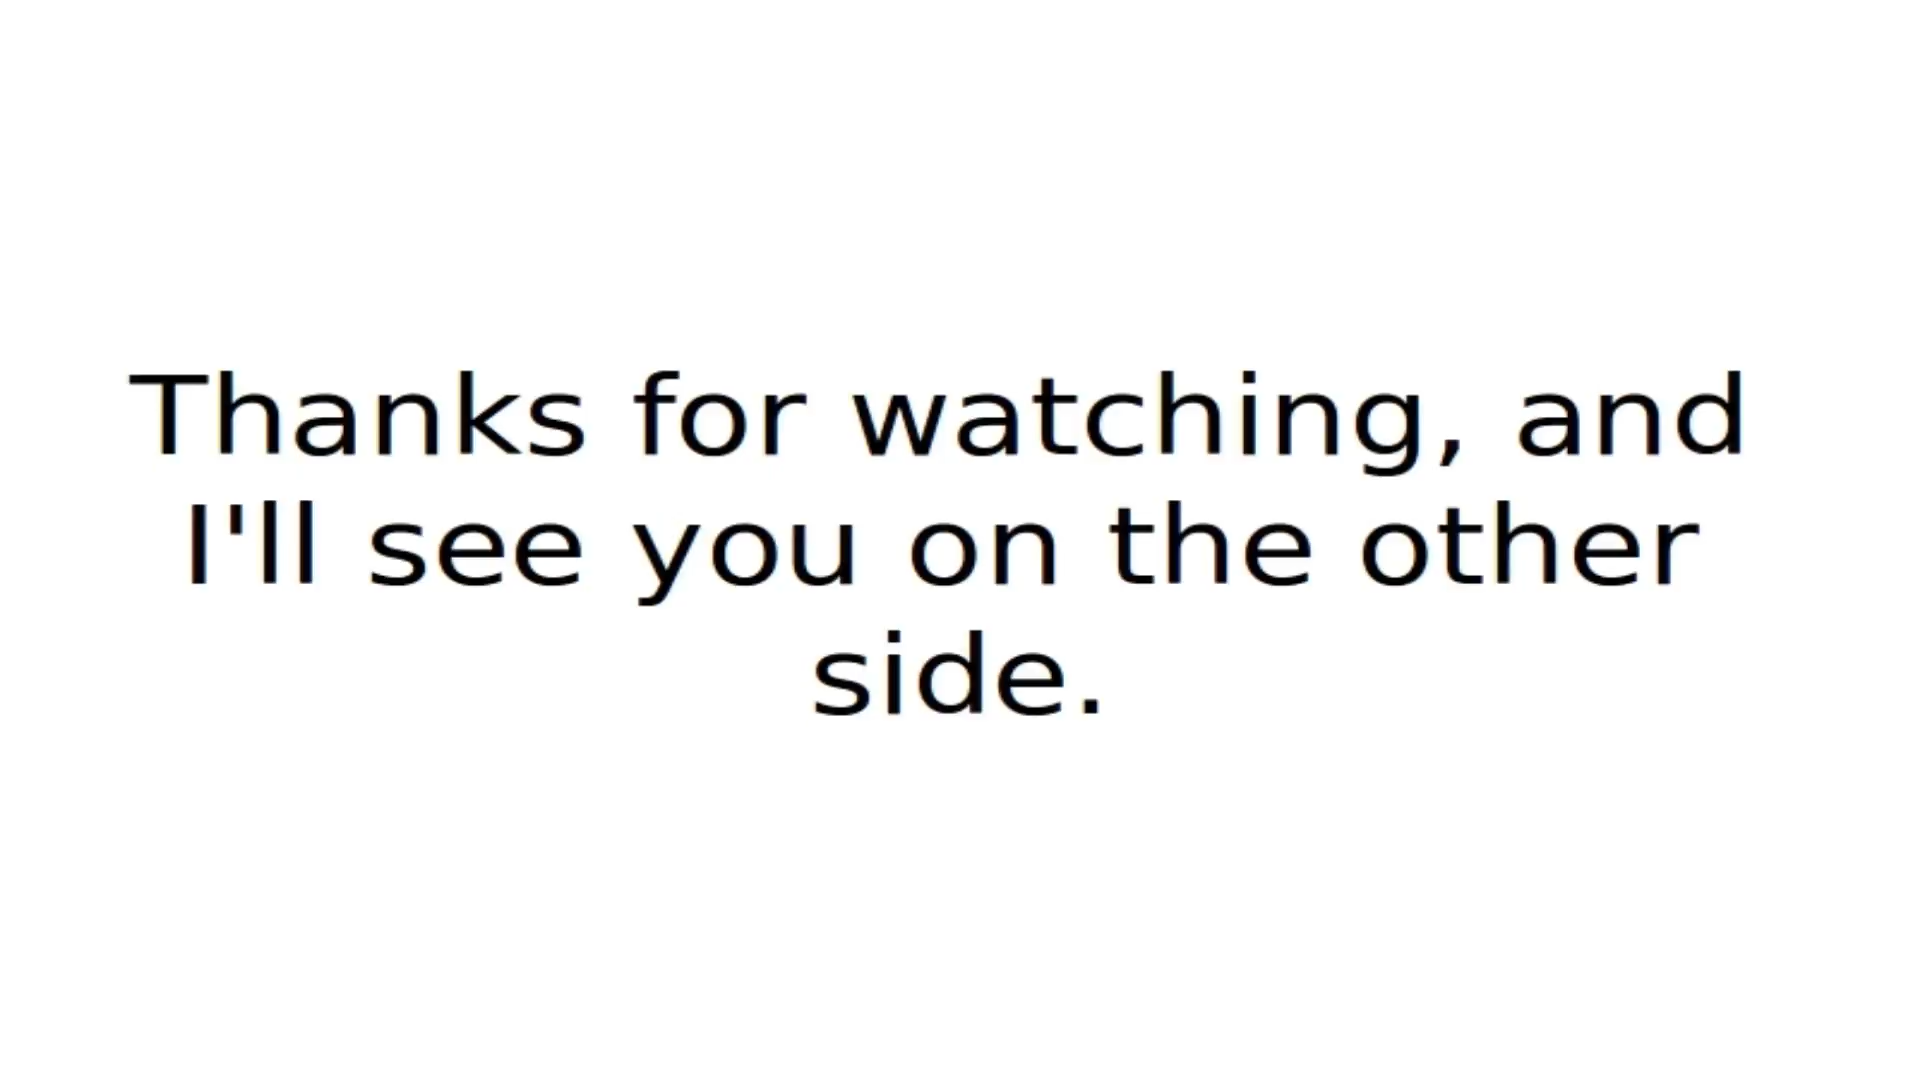 Thanks for watching, and
I'll see you on the other
side.